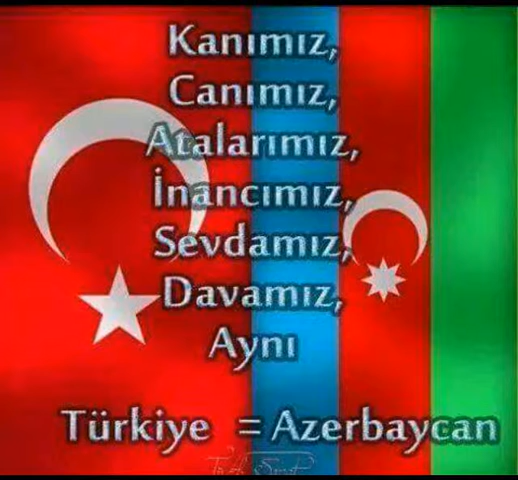 Kanımız,
Canımız,
Atalarımız,
İnancımız,
Sevdamız,
Davamız,
Aynı
Türkiye = Azerbaycan